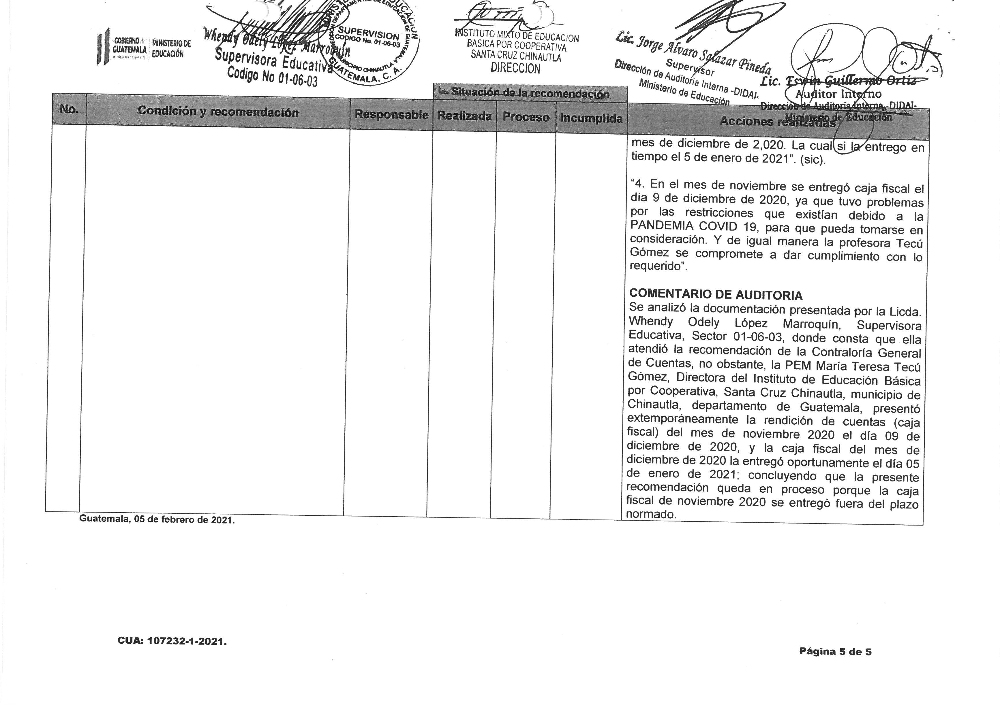 GOBIERNO de
GUATEMALA
MINISTERIO DE
EDUCACIÓN
Whendy Odely López Marroquín
Supervisora Educativa
Codigo No 01-06-03
SUPERVISION
CODIGO No. 01-06-03
MUNICIPIO CHINAUTLA
GUATEMALA, C. A.
INSTITUTO MIXTO DE EDUCACION
BASICA POR COOPERATIVA
SANTA CRUZ CHINAUTLA
DIRECCION
Lic. Jorge Alvaro Salazar Pineda
Supervisor
Dirección de Auditoría Interna -DIDAI-
Ministerio de Educación
Lic. Eswin Guillermo Ortiz
Auditor Interno
Dirección de Auditoria Interna -DIDAI-
Ministerio de Educación
Situación de la recomendación
No.
Condición y recomendación
Responsable
Realizada
Proceso
Incumplida
Acciones realizadas
mes de diciembre de 2,020. La cual si la entrego en
tiempo el 5 de enero de 2021”. (sic).
“4. En el mes de noviembre se entregó caja fiscal el
día 9 de diciembre de 2020, ya que tuvo problemas
por las restricciones que existían debido a la
PANDEMIA COVID 19, para que pueda tomarse en
consideración. Y de igual manera la profesora Tecú
Gómez se compromete a dar cumplimiento con lo
requerido”.
COMENTARIO DE AUDITORIA
Se analizó la documentación presentada por la Licda.
Whendy Odely López Marroquín, Supervisora
Educativa, Sector 01-06-03, donde consta que ella
atendió la recomendación de la Contraloría General
de Cuentas, no obstante, la PEM María Teresa Tecú
Gómez, Directora del Instituto de Educación Básica
por Cooperativa, Santa Cruz Chinautla, municipio de
Chinautla, departamento de Guatemala, presentó
extemporáneamente la rendición de cuentas (caja
fiscal) del mes de noviembre 2020 el día 09 de
diciembre de 2020, y la caja fiscal del mes de
diciembre de 2020 la entregó oportunamente el día 05
de enero de 2021; concluyendo que la presente
recomendación queda en proceso porque la caja
fiscal de noviembre 2020 se entregó fuera del plazo
normado.
Guatemala, 05 de febrero de 2021.
CUA: 107232-1-2021.
Página 5 de 5